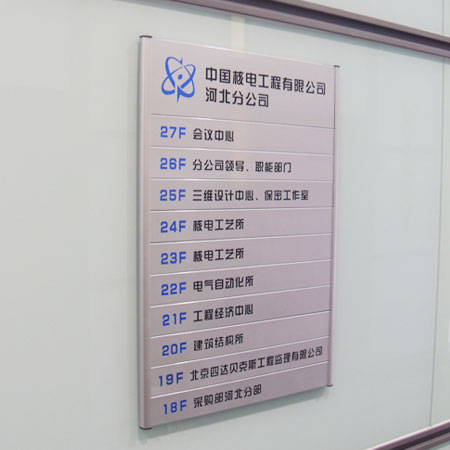 中国核电工程有限公司
河北分公司
27F 会议中心
26F 分公司领导、职能部门
25F 三维设计中心、保密工作室
24F 核电工艺所
23F 核电工艺所
22F 电气自动化所
21F 工程经济中心
20F 建筑结构所
19F 北京四达贝克斯工程监理有限公司
18F 采购部河北分部